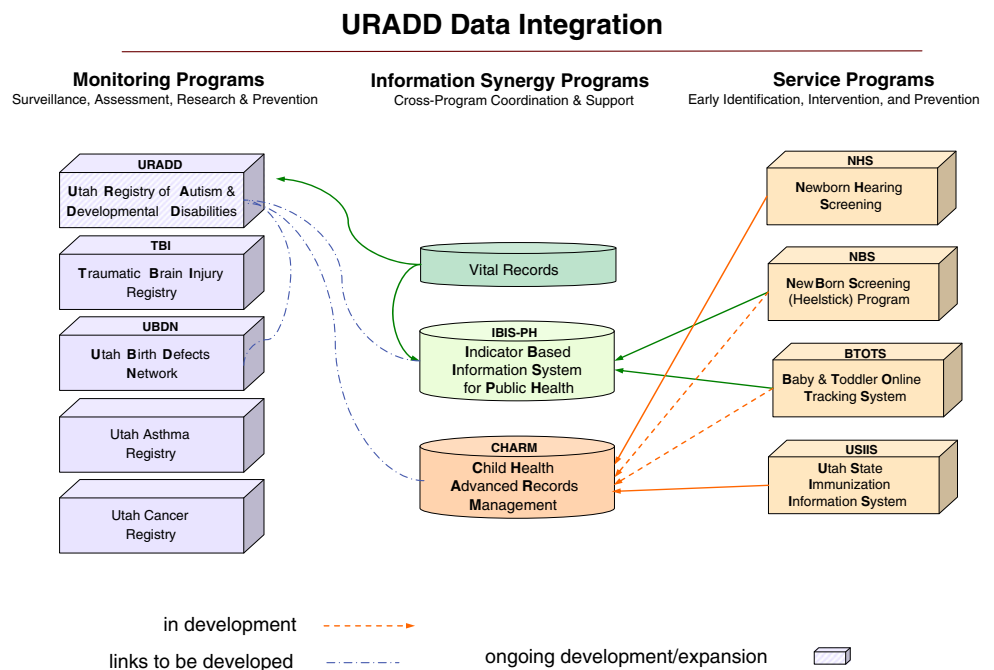 URADD Data Integration
Monitoring Programs
Surveillance, Assessment, Research & Prevention
Information Synergy Programs
Cross-Program Coordination & Support
Service Programs
Early Identification, Intervention, and Prevention
URADD
Utah Registry of Autism &
Developmental Disabilities
TBI
Traumatic Brain Injury
Registry
UBDN
Utah Birth Defects
Network
Utah Asthma
Registry
Utah Cancer
Registry
Vital Records
IBIS-PH
Indicator Based
Information System
for Public Health
CHARM
Child Health
Advanced Records
Management
NHS
Newborn Hearing
Screening
NBS
NewBorn Screening
(Heelstick) Program
BTOTS
Baby & Toddler Online
Tracking System
USIIS
Utah State
Immunization
Information System
in development
links to be developed
ongoing development/expansion